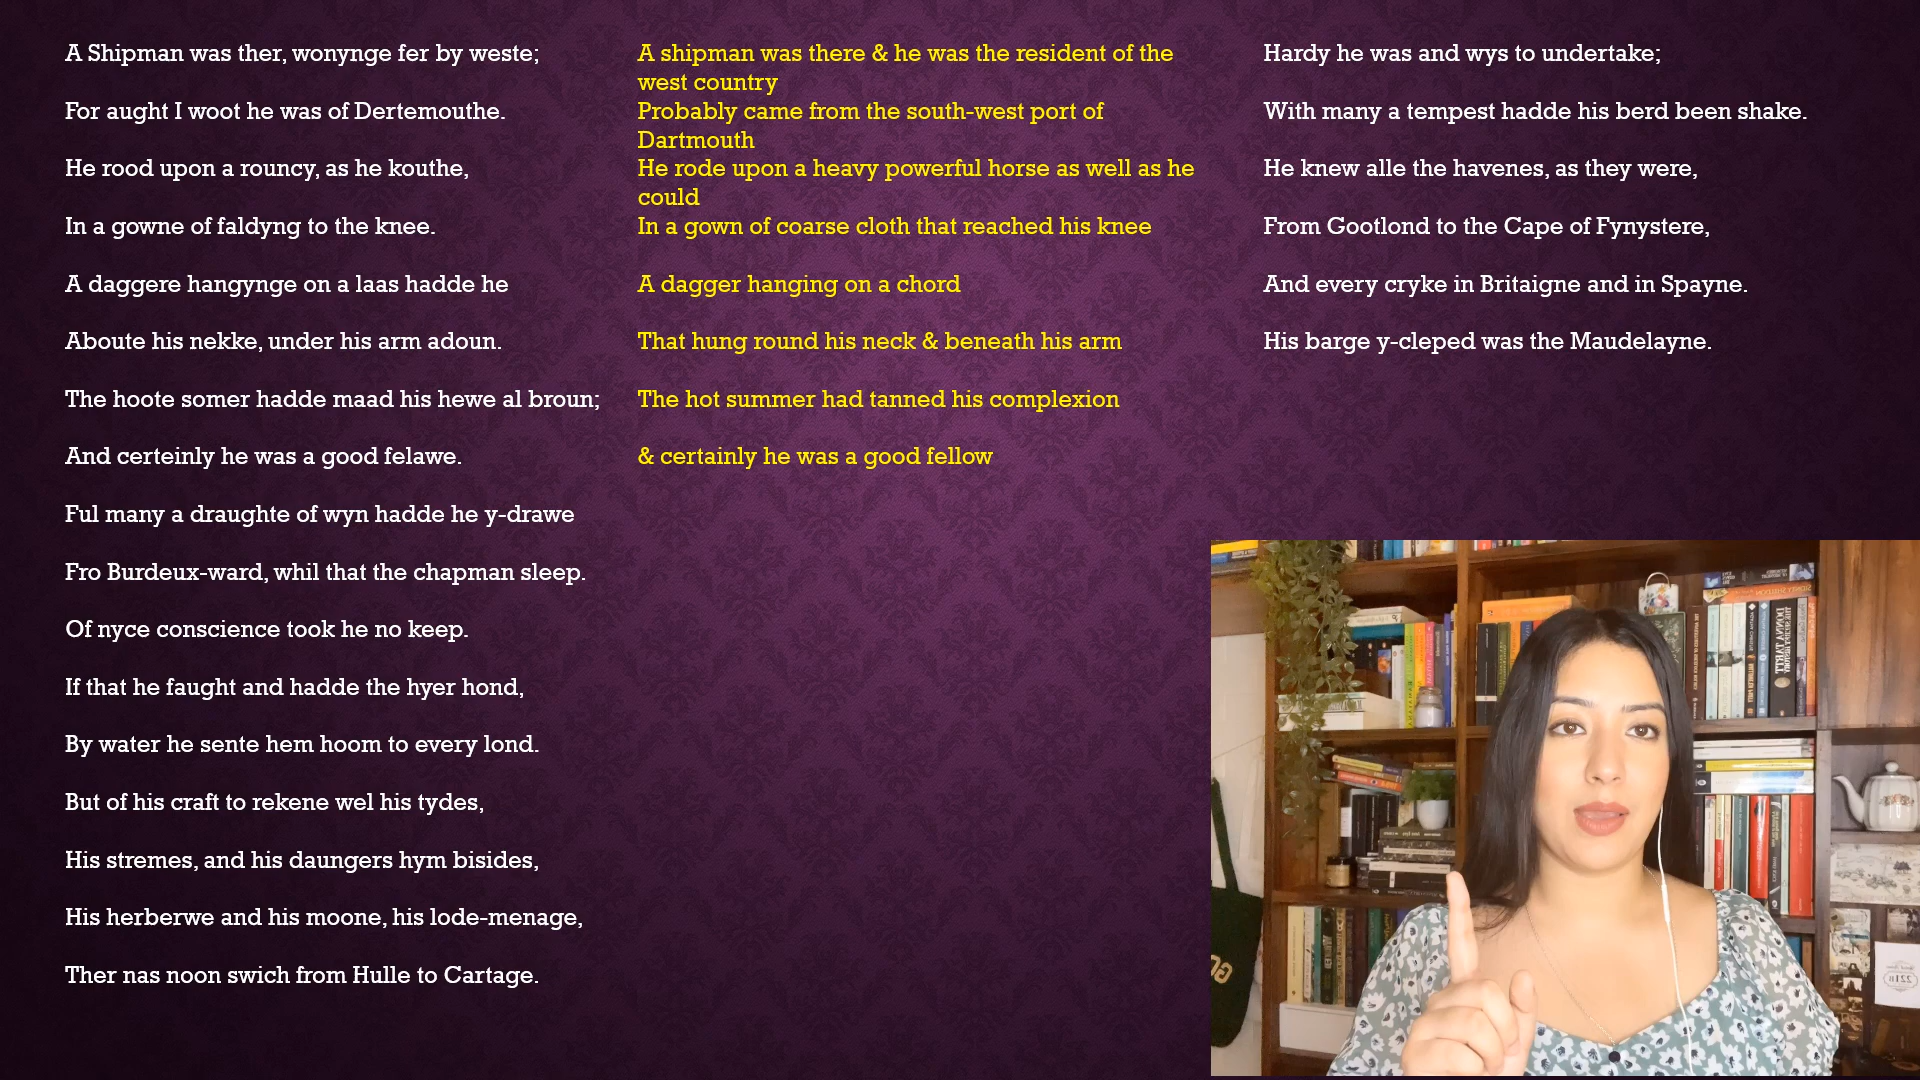 A Shipman was ther, wonynge fer by weste;
For aught I woot he was of Dertemouthe.
He rood upon a rouncy, as he kouthe,
In a gowne of faldyng to the knee.
A daggere hangynge on a laas hadde he
Aboute his nekke, under his arm adoun.
The hoote somer hadde maad his hewe al broun;
And certeinly he was a good felawe.
Ful many a draughte of wyn hadde he y-drawe
Fro Burdeux-ward, whil that the chapman sleep.
Of nyce conscience took he no keep.
If that he faught and hadde the hyer hond,
By water he sente hem hoom to every lond.
But of his craft to rekene wel his tydes,
His stremes, and his daungers hym bisides,
His herberwe and his moone, his lode-menage,
Ther nas noon swich from Hulle to Cartage.
A shipman was there & he was the resident of the
west country
Probably came from the south-west port of
Dartmouth
He rode upon a heavy powerful horse as well as he
could
In a gown of coarse cloth that reached his knee
A dagger hanging on a chord
That hung round his neck & beneath his arm
The hot summer had tanned his complexion
& certainly he was a good fellow
Hardy he was and wys to undertake;
With many a tempest hadde his berd been shake.
He knew alle the havenes, as they were,
From Gootlond to the Cape of Fynystere,
And every cryke in Britaigne and in Spayne.
His barge y-cleped was the Maudelayne.
DONNA TARTT
221B